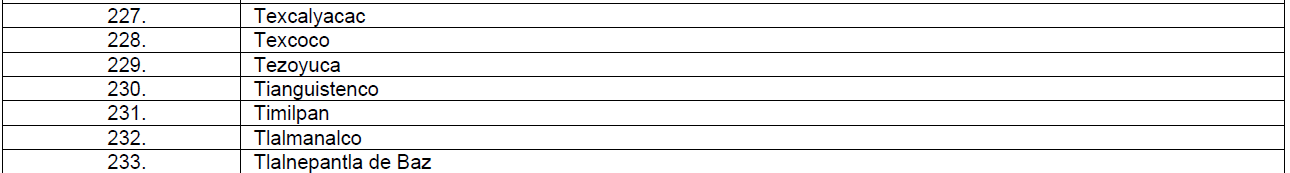 227. Texcalyacac
228. Texcoco
229. Tezoyuca
230. Tianguistenco
231. Timilpan
232. Tlalmanalco
233. Tlalnepantla de Baz